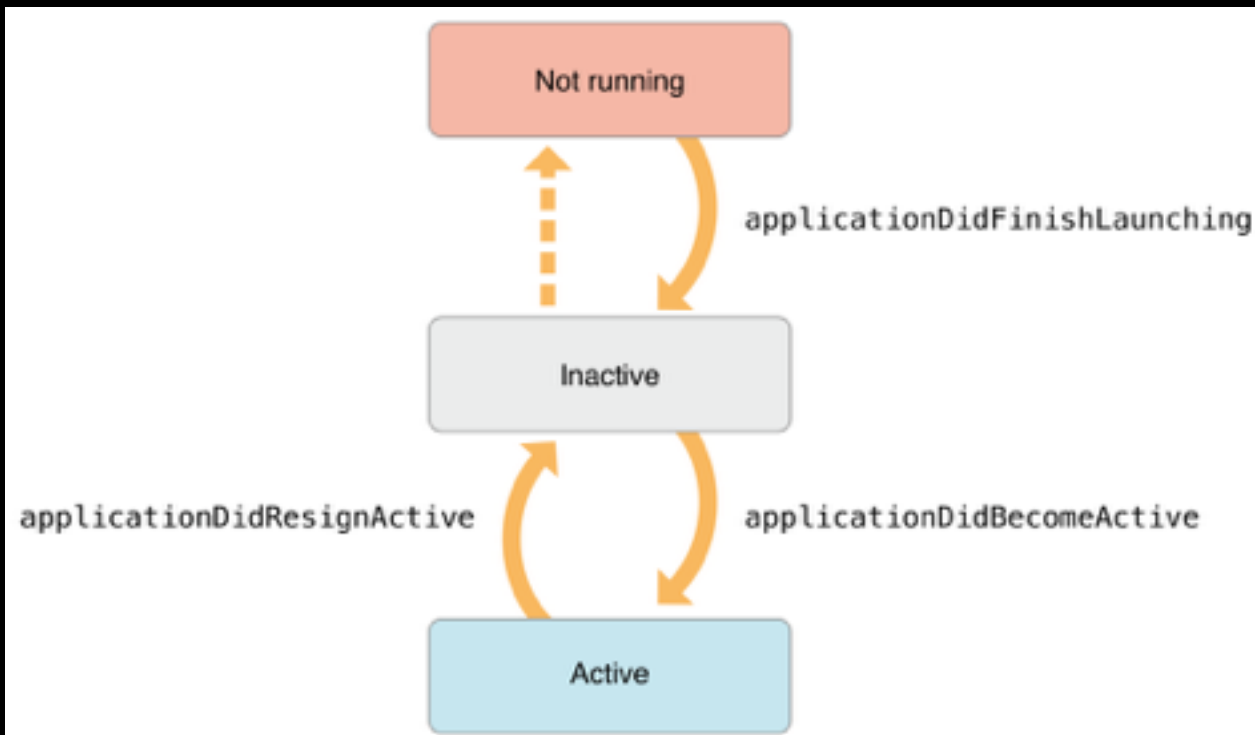 Not running
applicationDidFinishLaunching
Inactive
applicationDidResignActive
applicationDidBecomeActive
Active